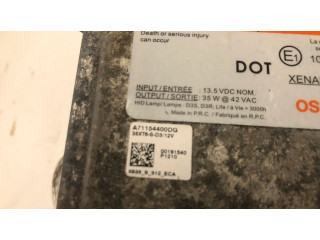 Death or serious injury
can occur
DOT
E1
10
XENA
INPUT / ENTRÉE : 13.5 VDC NOM.
OUTPUT / SORTIE: 35 W @ 42 VAC
HID Lamp/ Lampe : D3S, D3R; Life / à Vie > 3000h
Made in P.R.C. / Fabriqué en R.P.C.
OS
A71154400DG
35XT6-B-D3/12V
00191540
P1210